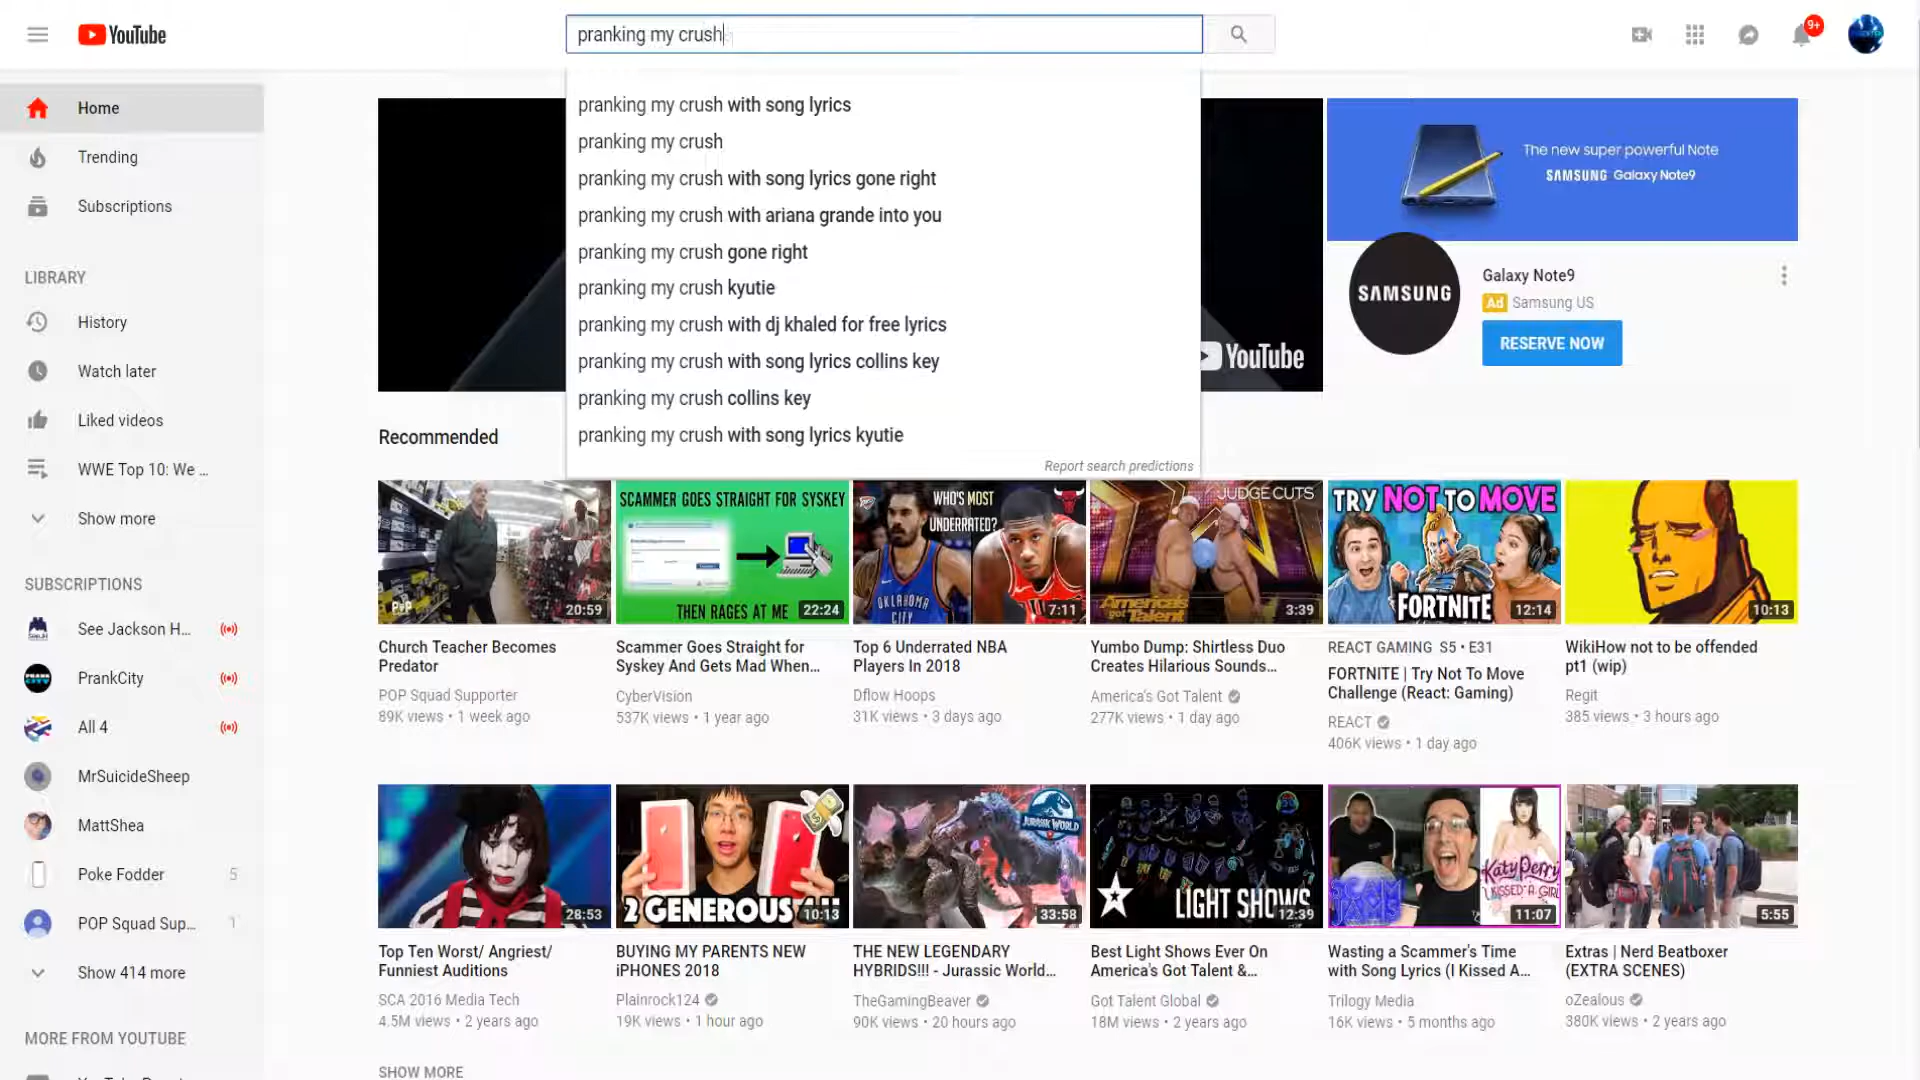 YouTube
pranking my crush
9+
Home
Trending
Subscriptions
LIBRARY
History
Watch later
Liked videos
WWE Top 10: We ...
Show more
SUBSCRIPTIONS
See Jackson H...
PrankCity
All 4
MrSuicideSheep
MattShea
Poke Fodder 5
POP Squad Sup... 1
Show 414 more
MORE FROM YOUTUBE
pranking my crush with song lyrics
pranking my crush
pranking my crush with song lyrics gone right
pranking my crush with ariana grande into you
pranking my crush gone right
pranking my crush kyutie
pranking my crush with dj khaled for free lyrics
pranking my crush with song lyrics collins key
pranking my crush collins key
pranking my crush with song lyrics kyutie
Report search predictions
YouTube
The new super powerful Note
SAMSUNG Galaxy Note9
SAMSUNG
Galaxy Note9
Ad Samsung US
RESERVE NOW
Recommended
PvP
20:59
Church Teacher Becomes
Predator
POP Squad Supporter
89K views • 1 week ago
SCAMMER GOES STRAIGHT FOR SYSKEY
THEN RAGES AT ME
22:24
Scammer Goes Straight for
Syskey And Gets Mad When...
CyberVision
537K views • 1 year ago
WHO'S MOST
UNDERRATED?
OKLAHOMA
CITY
7:11
Top 6 Underrated NBA
Players In 2018
Dflow Hoops
31K views • 3 days ago
JUDGE CUTS
America's
got Talent
3:39
Yumbo Dump: Shirtless Duo
Creates Hilarious Sounds...
America's Got Talent
277K views • 1 day ago
TRY NOT TO MOVE
FORTNITE
12:14
REACT GAMING S5 • E31
FORTNITE | Try Not To Move
Challenge (React: Gaming)
REACT
406K views • 1 day ago
10:13
WikiHow not to be offended
pt1 (wip)
Regit
385 views • 3 hours ago
28:53
Top Ten Worst/ Angriest/
Funniest Auditions
SCA 2016 Media Tech
4.5M views • 2 years ago
2 GENEROUS
10:13
BUYING MY PARENTS NEW
iPHONES 2018
Plainrock124
19K views • 1 hour ago
JURASSIC WORLD
33:58
THE NEW LEGENDARY
HYBRIDS!!! - Jurassic World...
TheGamingBeaver
90K views • 20 hours ago
LIGHT SHOWS
12:39
Best Light Shows Ever On
America's Got Talent &...
Got Talent Global
18M views • 2 years ago
SCAM
JAMS
Katy Perry
I KISSED A GIRL
11:07
Wasting a Scammer's Time
with Song Lyrics (I Kissed A...
Trilogy Media
16K views • 5 months ago
5:55
Extras | Nerd Beatboxer
(EXTRA SCENES)
oZealous
380K views • 2 years ago
SHOW MORE